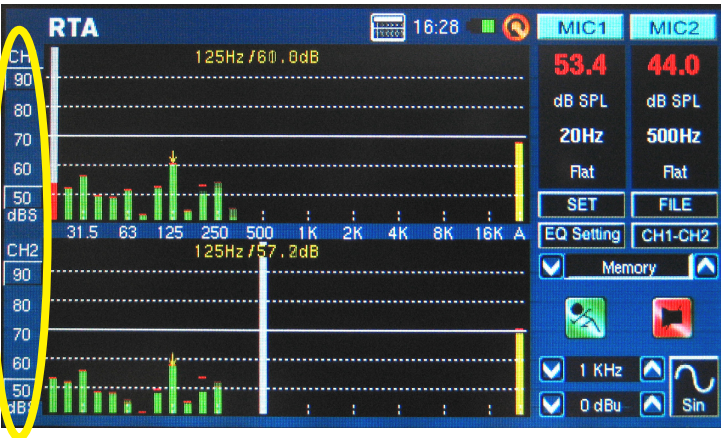 RTA 16:28 MIC1 MIC2
CH1 125Hz/60.8dB
90
80
70
60
50
dBS
31.5 63 125 250 500 1K 2K 4K 8K 16K A
CH2 125Hz/57.2dB
90
80
70
60
50
dBS
53.4 44.0
dB SPL dB SPL
20Hz 500Hz
Flat Flat
SET FILE
EQ Setting CH1-CH2
Memory
1 KHz
0 dBu Sin